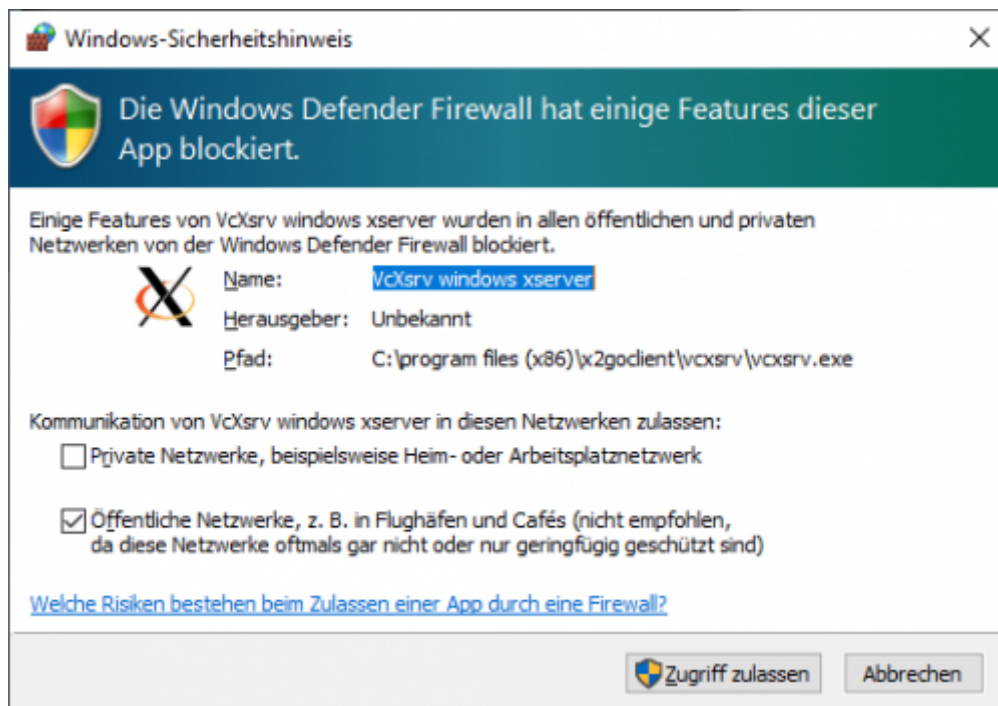 Windows-Sicherheitshinweis
Die Windows Defender Firewall hat einige Features dieser
App blockiert.
Einige Features von VcXsrv windows xserver wurden in allen öffentlichen und privaten
Netzwerken von der Windows Defender Firewall blockiert.
Name: VcXsrv windows xserver
Herausgeber: Unbekannt
Pfad: C:\program files (x86)\x2goclient\vcxsrv\vcxsrv.exe
Kommunikation von VcXsrv windows xserver in diesen Netzwerken zulassen:
Private Netzwerke, beispielsweise Heim- oder Arbeitsplatznetzwerk
Öffentliche Netzwerke, z. B. in Flughäfen und Cafés (nicht empfohlen,
da diese Netzwerke oftmals gar nicht oder nur geringfügig geschützt sind)
Welche Risiken bestehen beim Zulassen einer App durch eine Firewall?
Zugriff zulassen Abbrechen